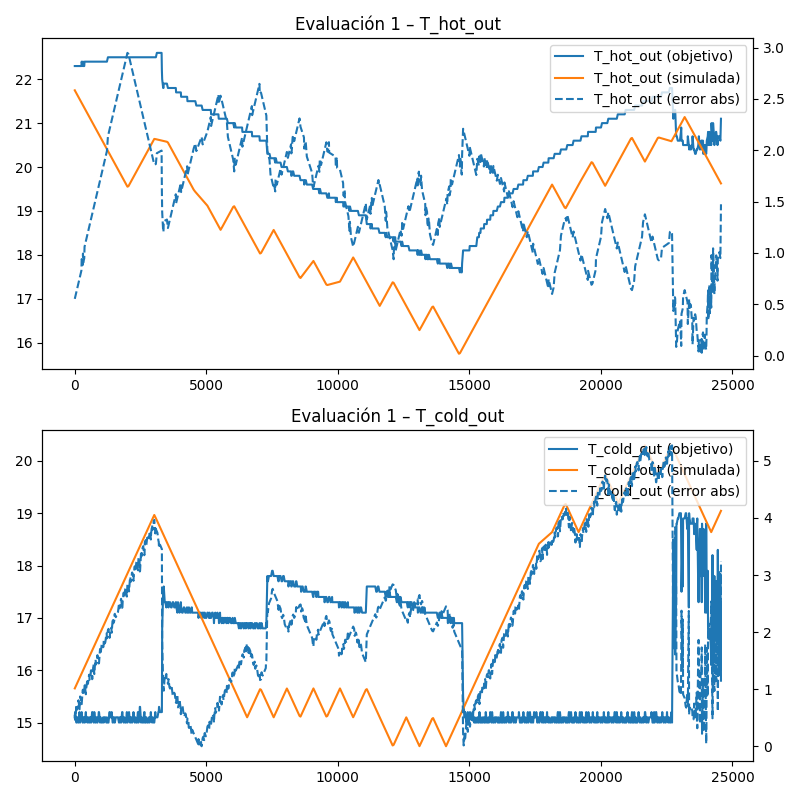 Evaluación 1 – T_hot_out
T_hot_out (objetivo)
T_hot_out (simulada)
T_hot_out (error abs)
22
21
20
19
18
17
16
3.0
2.5
2.0
1.5
1.0
0.5
0.0
0 5000 10000 15000 20000 25000
Evaluación 1 – T_cold_out
T_cold_out (objetivo)
T_cold_out (simulada)
T_cold_out (error abs)
20
19
18
17
16
15
5
4
3
2
1
0
0 5000 10000 15000 20000 25000